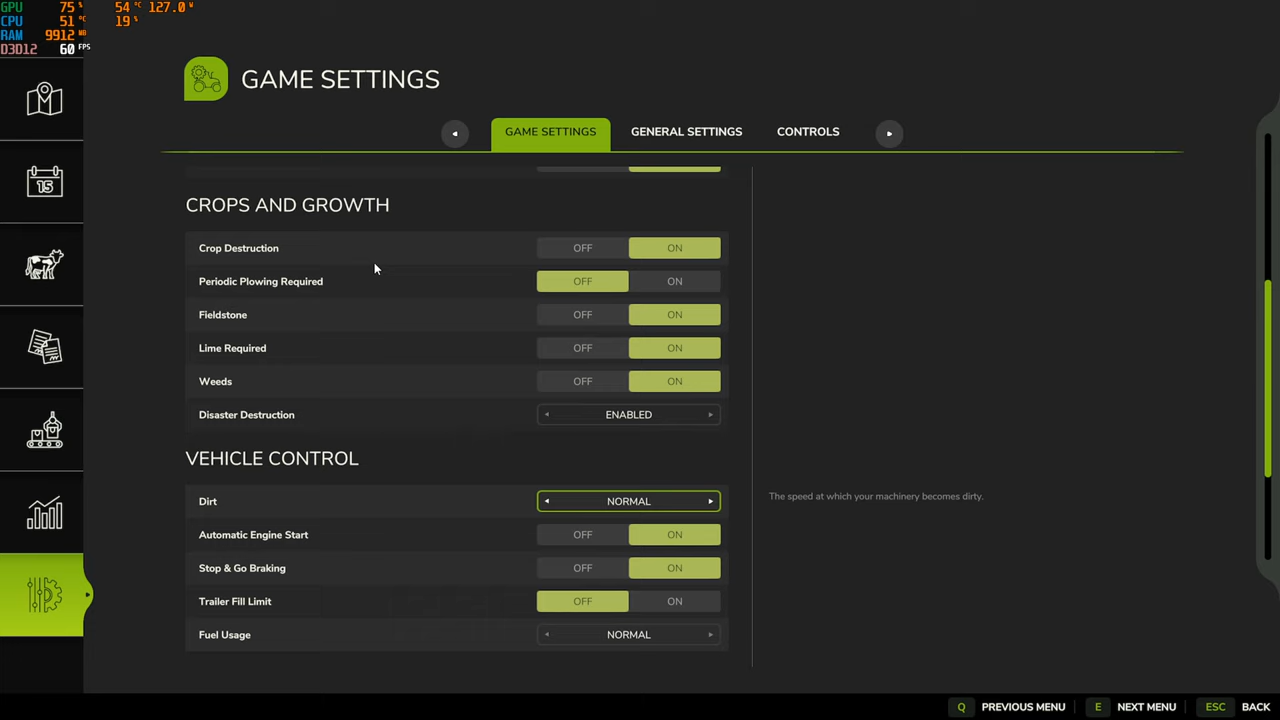 GPU 75 % 54 °C 127.0 W
CPU 51 °C 19 %
RAM 9912 MB
D3D12 60 FPS
GAME SETTINGS
GAME SETTINGS GENERAL SETTINGS CONTROLS
15
CROPS AND GROWTH
Crop Destruction OFF ON
Periodic Plowing Required OFF ON
Fieldstone OFF ON
Lime Required OFF ON
Weeds OFF ON
Disaster Destruction ENABLED
VEHICLE CONTROL
Dirt NORMAL
The speed at which your machinery becomes dirty.
Automatic Engine Start OFF ON
Stop & Go Braking OFF ON
Trailer Fill Limit OFF ON
Fuel Usage NORMAL
Q PREVIOUS MENU E NEXT MENU ESC BACK